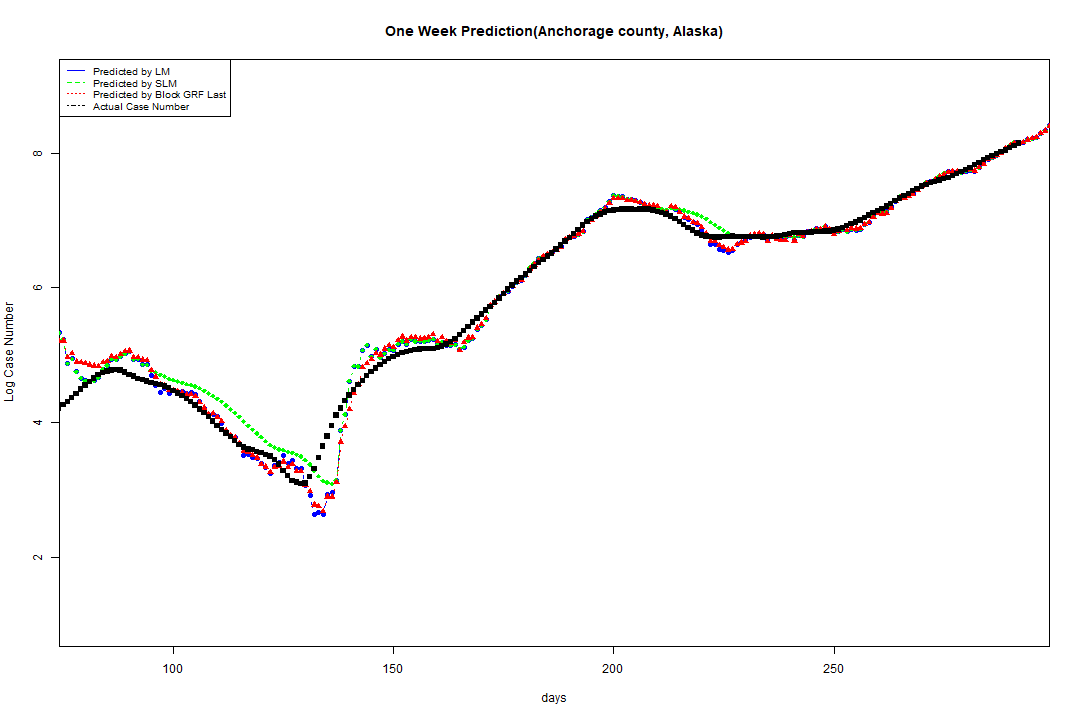 One Week Prediction(Anchorage county, Alaska)
Predicted by LM
Predicted by SLM
Predicted by Block GRF Last
Actual Case Number
8
6
4
2
Log Case Number
100 150 200 250
days